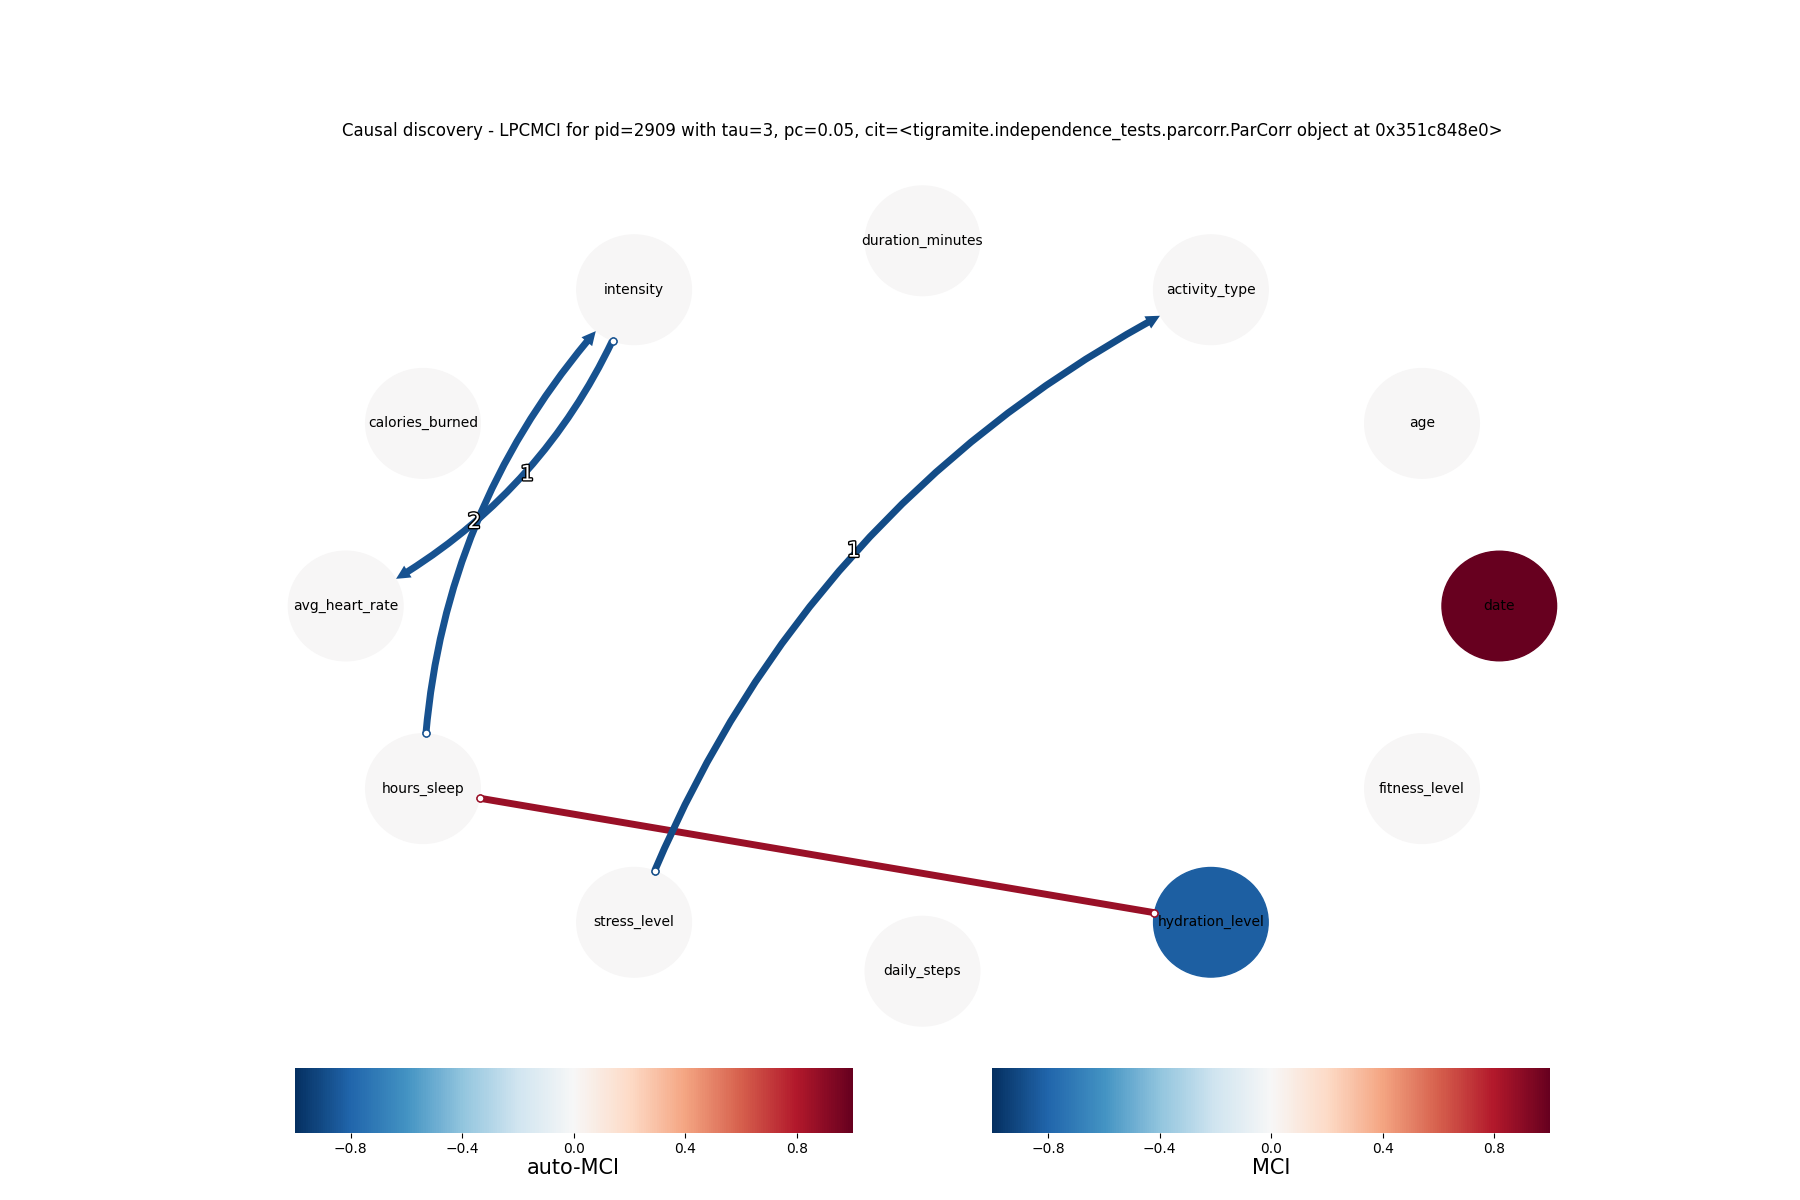 Causal discovery - LPCMCI for pid=2909 with tau=3, pc=0.05, cit=<tigramite.independence_tests.parcorr.ParCorr object at 0x351c848e0>
duration_minutes
intensity
activity_type
calories_burned
age
1
2
1
avg_heart_rate
date
hours_sleep
fitness_level
stress_level
hydration_level
daily_steps
−0.8 −0.4 0.0 0.4 0.8
auto-MCI
−0.8 −0.4 0.0 0.4 0.8
MCI